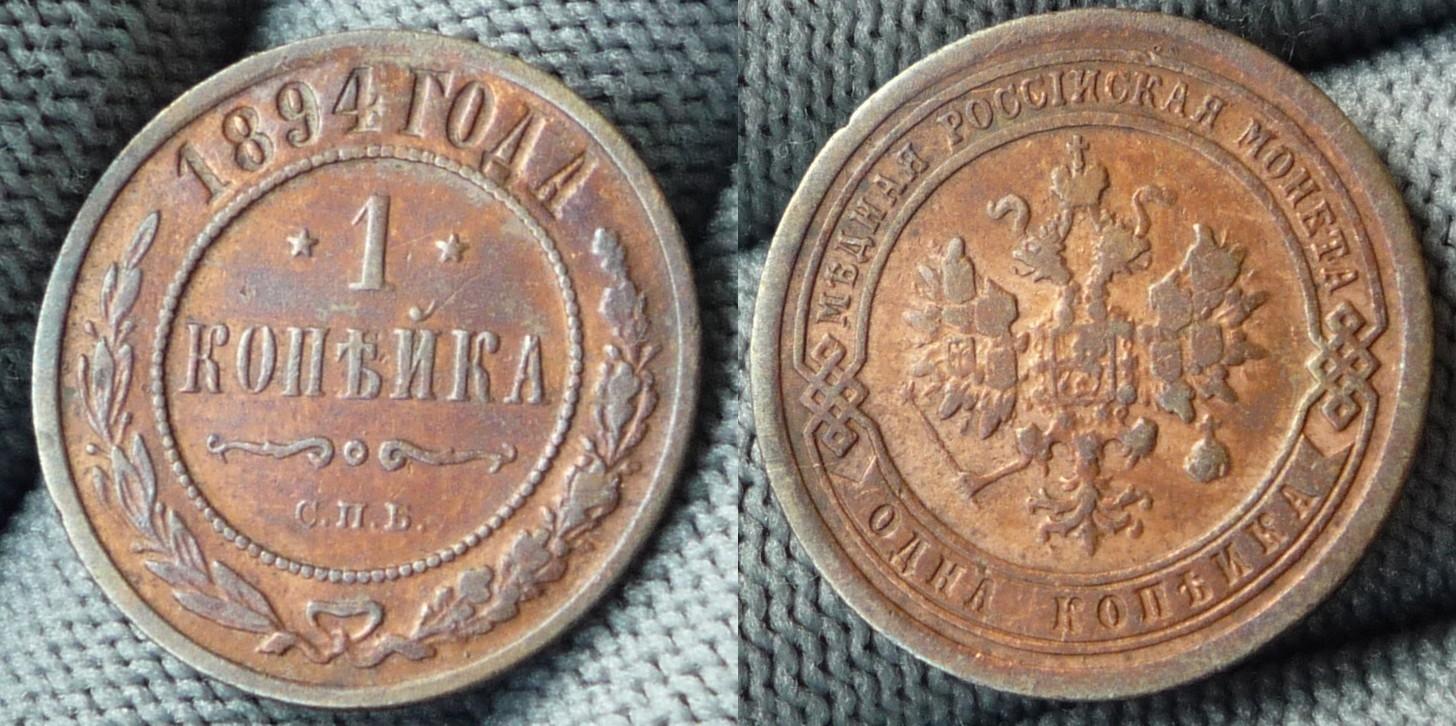 1894 ГОДА
1
КОПѢЙКА
С.П.Б.
МѢДНАЯ РОССІЙСКАЯ МОНЕТА
ОДНА КОПѢЙКА